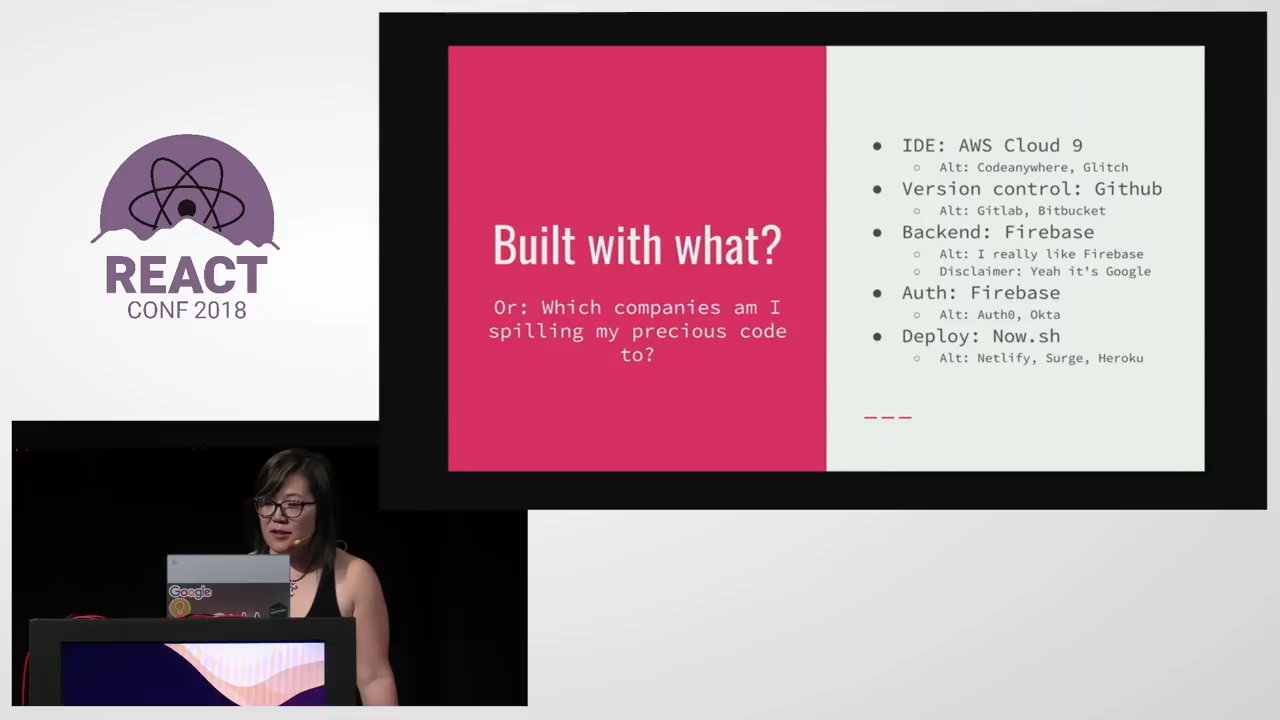 REACT
CONF 2018
Built with what?
Or: Which companies am I
spilling my precious code
to?
● IDE: AWS Cloud 9
○ Alt: Codeanywhere, Glitch
● Version control: Github
○ Alt: Gitlab, Bitbucket
● Backend: Firebase
○ Alt: I really like Firebase
○ Disclaimer: Yeah it's Google
● Auth: Firebase
○ Alt: Auth0, Okta
● Deploy: Now.sh
○ Alt: Netlify, Surge, Heroku
Google